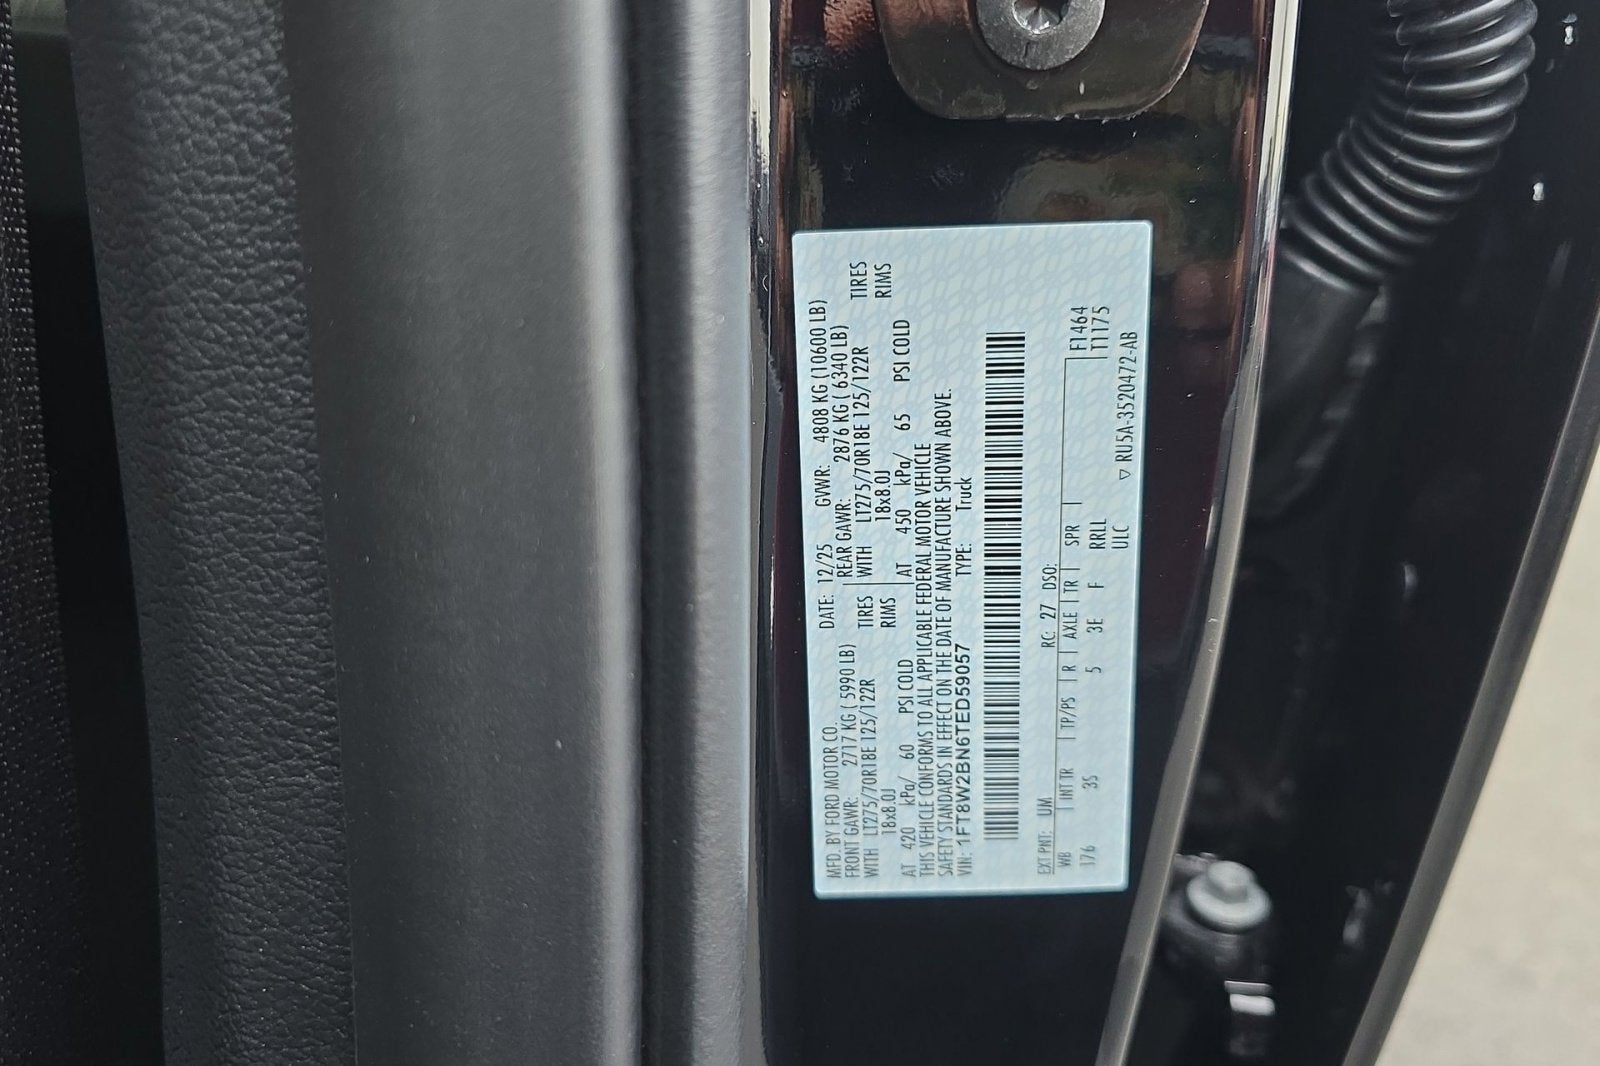 MFD. BY FORD MOTOR CO. DATE: 12/25 GVWR: 4808 KG (10600 LB)
FRONT GAWR: 2717 KG ( 5990 LB) REAR GAWR: 2876 KG ( 6340 LB)
WITH LT275/70R18E 125/122R TIRES WITH LT275/70R18E 125/122R TIRES
18x8.0J RIMS 18x8.0J RIMS
AT 420 kPa/ 60 PSI COLD AT 450 kPa/ 65 PSI COLD
THIS VEHICLE CONFORMS TO ALL APPLICABLE FEDERAL MOTOR VEHICLE
SAFETY STANDARDS IN EFFECT ON THE DATE OF MANUFACTURE SHOWN ABOVE.
VIN: 1FT8W2BN6TED59057 TYPE: Truck
EXT PNT: UM RC: 27 DSO:
WB INT TR TP/PS R AXLE TR SPR F1464
176 3S 5 3E F RRLL T1175
ULC ▽ RU5A-3520472-AB